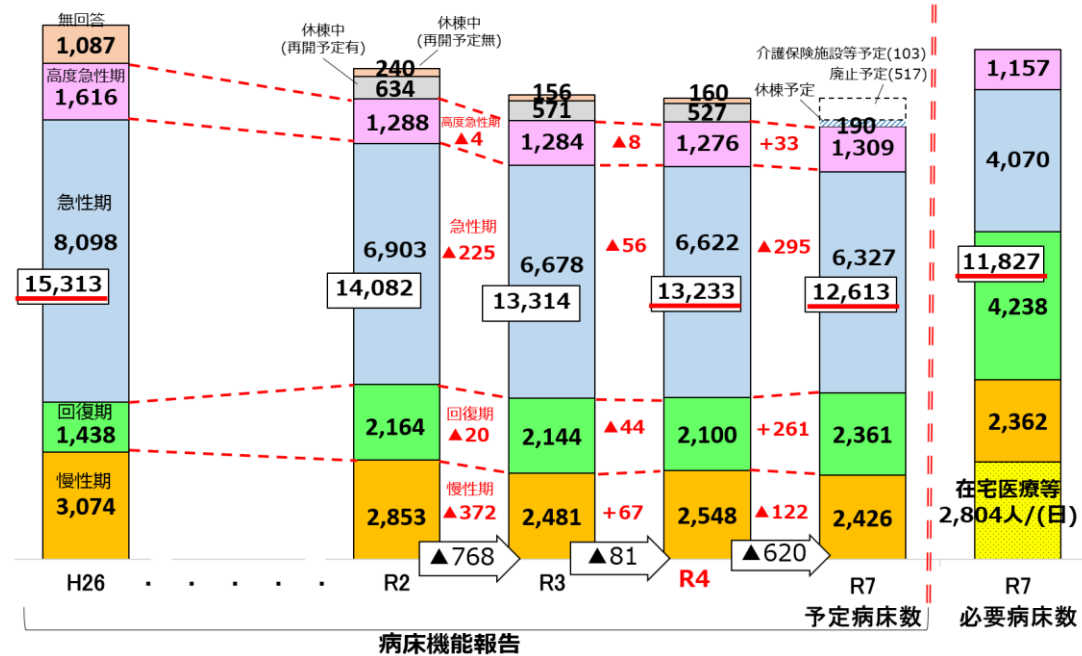 無回答
1,087
高度急性期
1,616
急性期
8,098
15,313
回復期
1,438
慢性期
3,074
H26
・ ・ ・ ・ ・
休棟中
(再開予定有)
休棟中
(再開予定無)
240
634
1,288
6,903
14,082
2,164
2,853
R2
高度急性期
▲4
急性期
▲225
回復期
▲20
慢性期
▲372
▲768
156
571
1,284
6,678
13,314
2,144
2,481
R3
▲8
▲56
▲44
+67
▲81
160
527
1,276
6,622
13,233
2,100
2,548
R4
+33
▲295
+261
▲122
▲620
介護保険施設等予定(103)
廃止予定(517)
休棟予定
190
1,309
6,327
12,613
2,361
2,426
R7
予定病床数
病床機能報告
1,157
4,070
11,827
4,238
2,362
在宅医療等
2,804人/(日)
R7
必要病床数